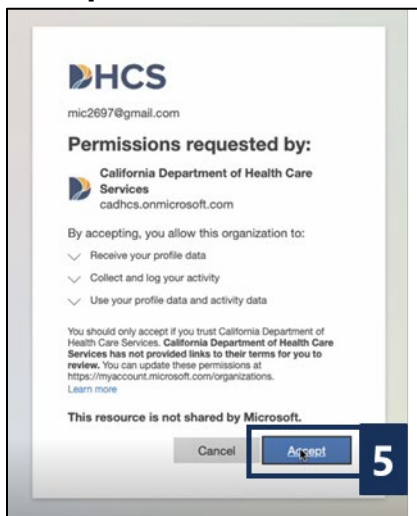 DHCS
mic2697@gmail.com
Permissions requested by:
California Department of Health Care
Services
cadhcs.onmicrosoft.com
By accepting, you allow this organization to:
Receive your profile data
Collect and log your activity
Use your profile data and activity data
You should only accept if you trust California Department of
Health Care Services. California Department of Health Care
Services has not provided links to their terms for you to
review. You can update these permissions at
https://myaccount.microsoft.com/organizations.
Learn more
This resource is not shared by Microsoft.
Cancel
Accept
5